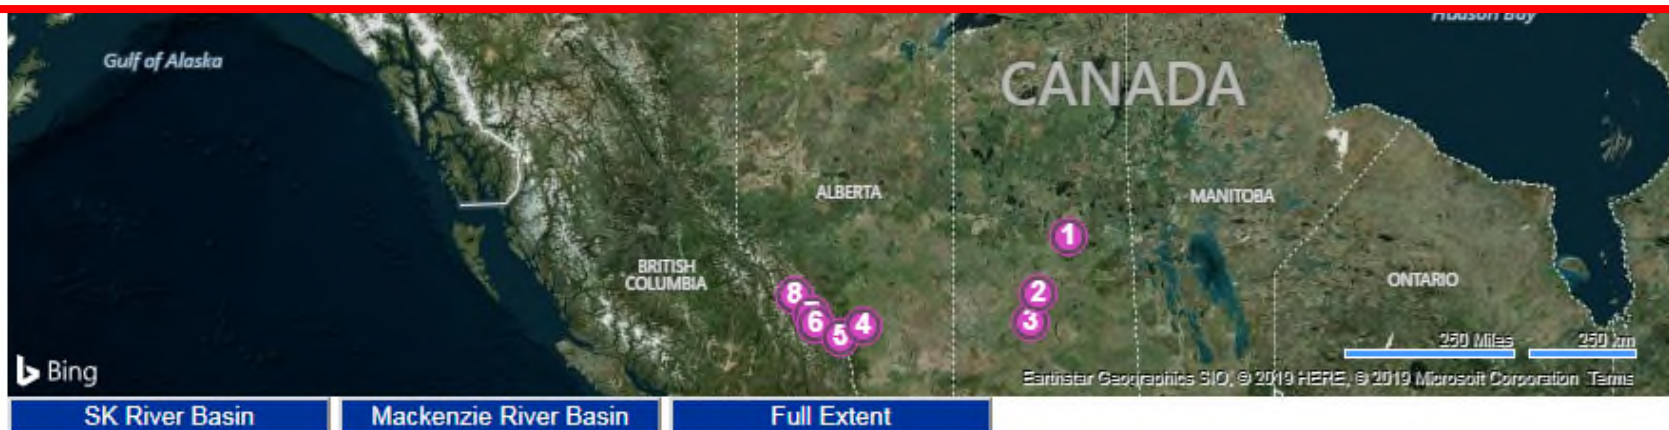 Hudson Bay
Gulf of Alaska
CANADA
ALBERTA
MANITOBA
1
BRITISH
COLUMBIA
ONTARIO
8
2
6
5
4
3
250 Miles
250 km
Bing
Earthstar Geographics SIO, © 2019 HERE, © 2019 Microsoft Corporation Terms
SK River Basin
Mackenzie River Basin
Full Extent